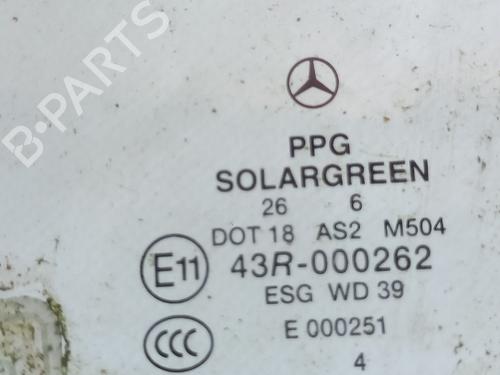 B-PARTS
PPG
SOLARGREEN
26 6
DOT 18 AS2 M504
E11 43R-000262
ESG WD 39
CCC E 000251
4